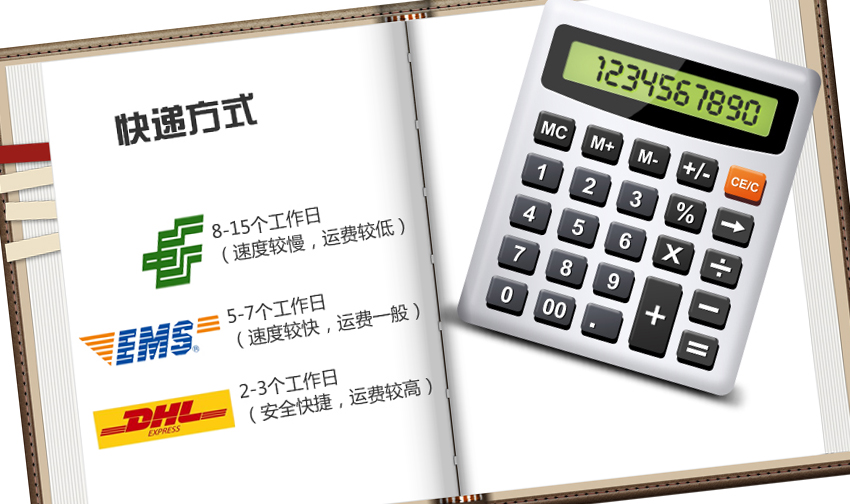 快递方式
8-15个工作日
（速度较慢，运费较低）
EMS®
5-7个工作日
（速度较快，运费一般）
DHL
EXPRESS
2-3个工作日
（安全快捷，运费较高）
1234567890
MC M+ M- +/- CE/C
1 2 3 % →
4 5 6 X ÷
7 8 9 + −
0 00 . =